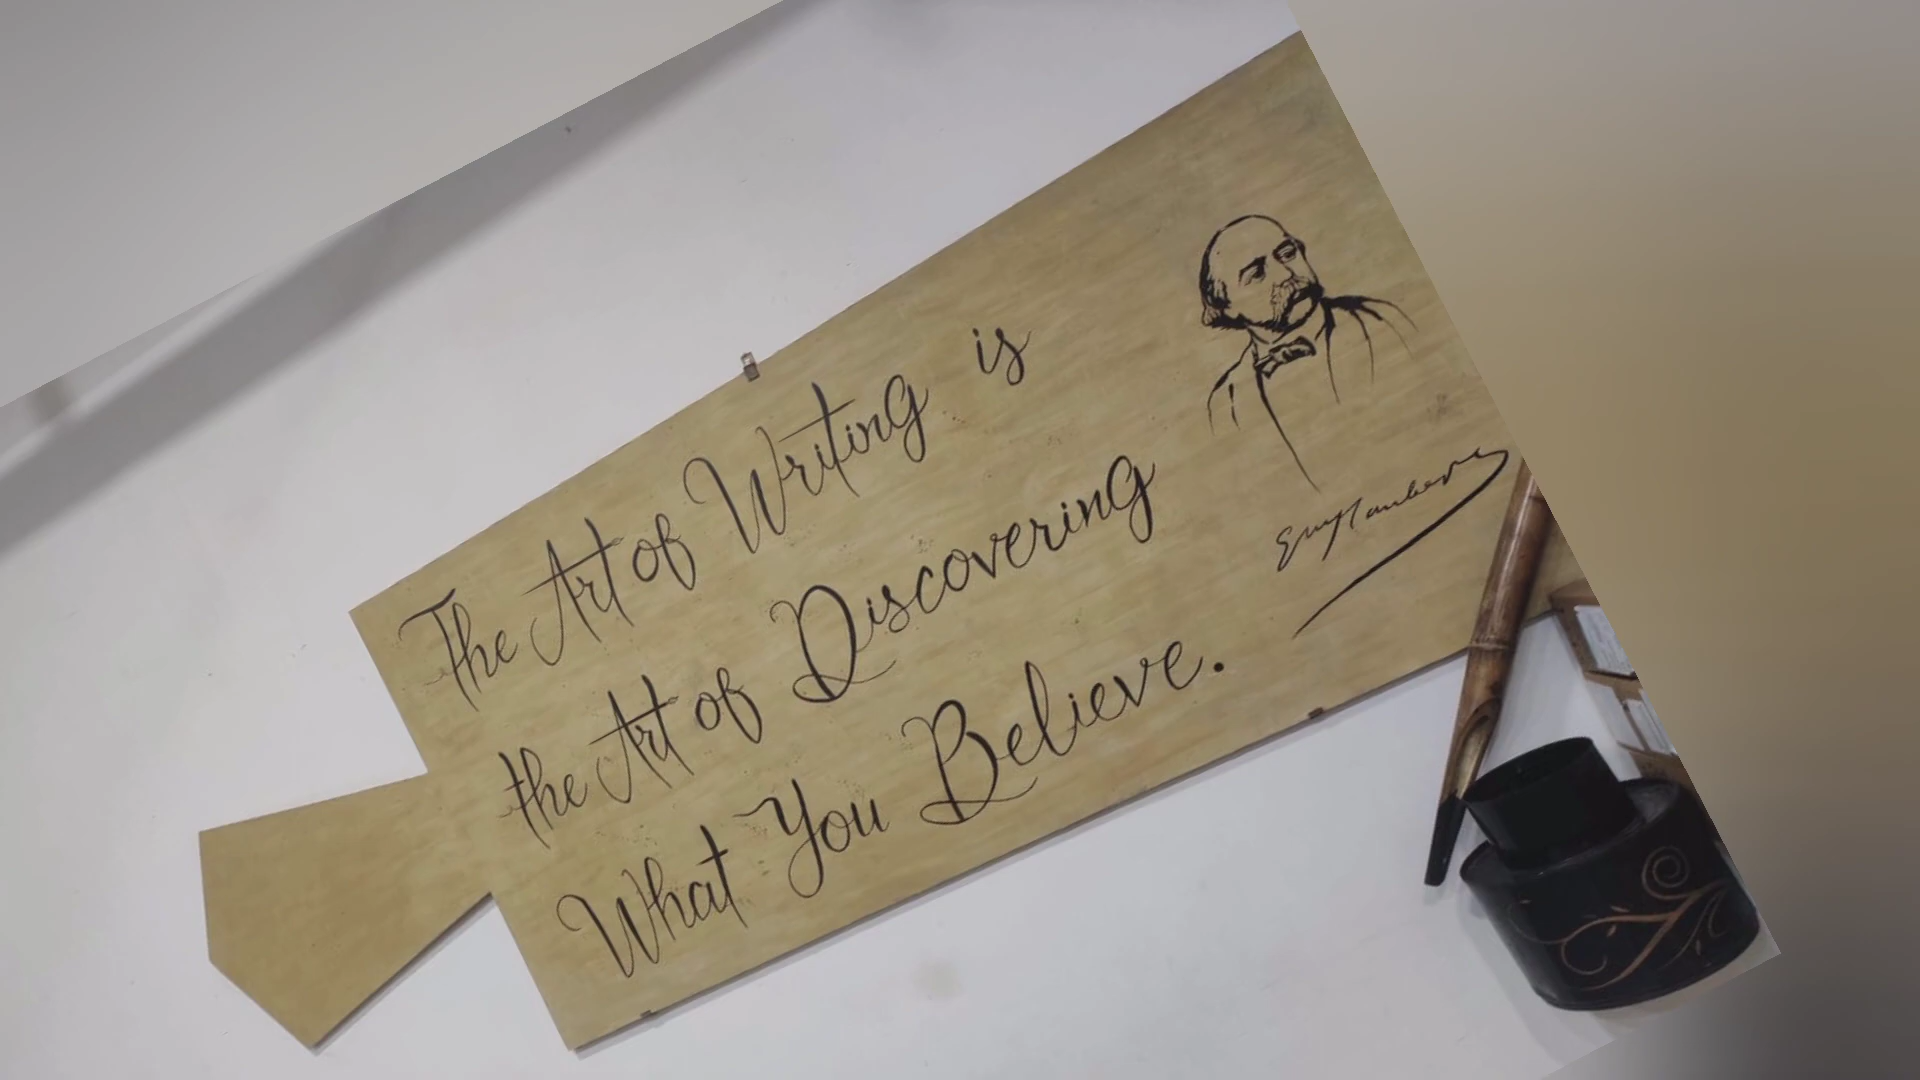 The Art of Writing is
the Art of Discovering
What You Believe.